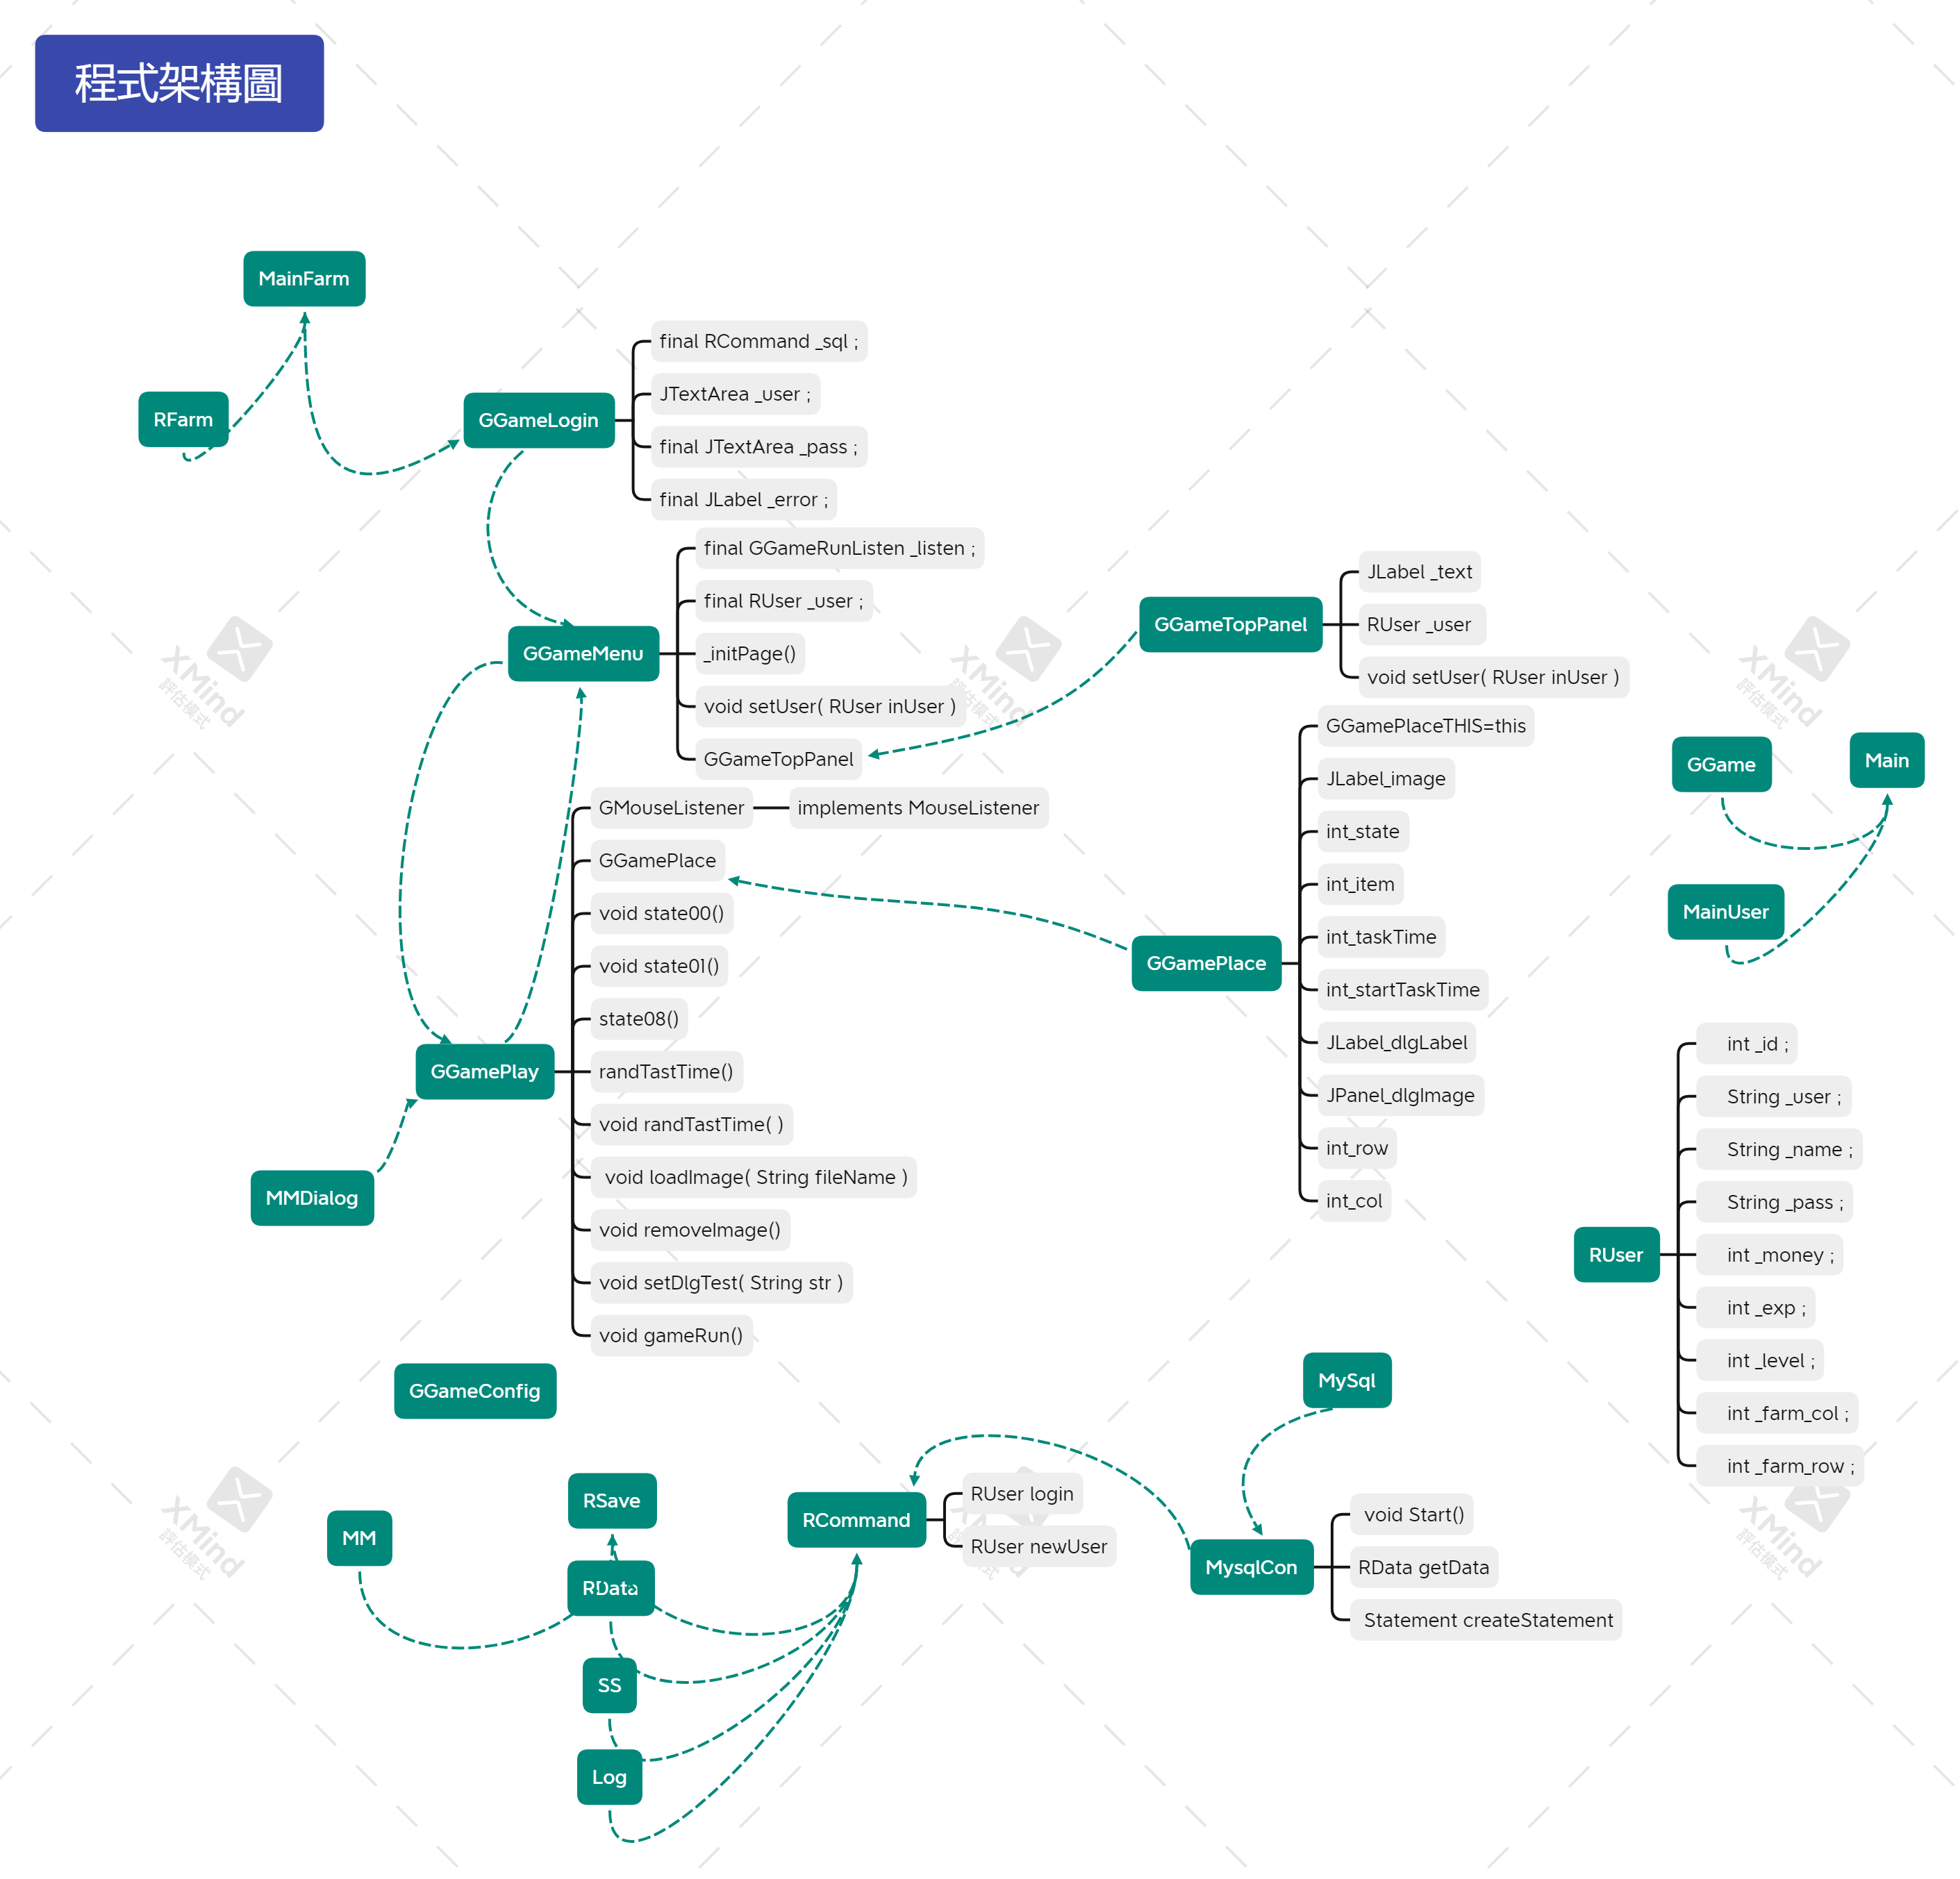 程式架構圖
MainFarm
RFarm
GGameLogin
final RCommand _sql ;
JTextArea _user ;
final JTextArea _pass ;
final JLabel _error ;
GGameMenu
final GGameRunListen _listen ;
final RUser _user ;
_initPage()
void setUser( RUser inUser )
GGameTopPanel
GGameTopPanel
JLabel _text
RUser _user
void setUser( RUser inUser )
GGamePlay
GMouseListener
implements MouseListener
GGamePlace
void state00()
void state01()
state08()
randTastTime()
void randTastTime( )
void loadImage( String fileName )
void removeImage()
void setDlgTest( String str )
void gameRun()
MMDialog
GGamePlace
GGamePlaceTHIS=this
JLabel_image
int_state
int_item
int_taskTime
int_startTaskTime
JLabel_dlgLabel
JPanel_dlgImage
int_row
int_col
GGame
Main
MainUser
RUser
int _id ;
String _user ;
String _name ;
String _pass ;
int _money ;
int _exp ;
int _level ;
int _farm_col ;
int _farm_row ;
GGameConfig
MM
RSave
RData
SS
Log
RCommand
RUser login
RUser newUser
MySql
MysqlCon
void Start()
RData getData
Statement createStatement
XMind
評估模式
XMind
評估模式
XMind
評估模式
XMind
評估模式
XMind
評估模式
XMind
評估模式